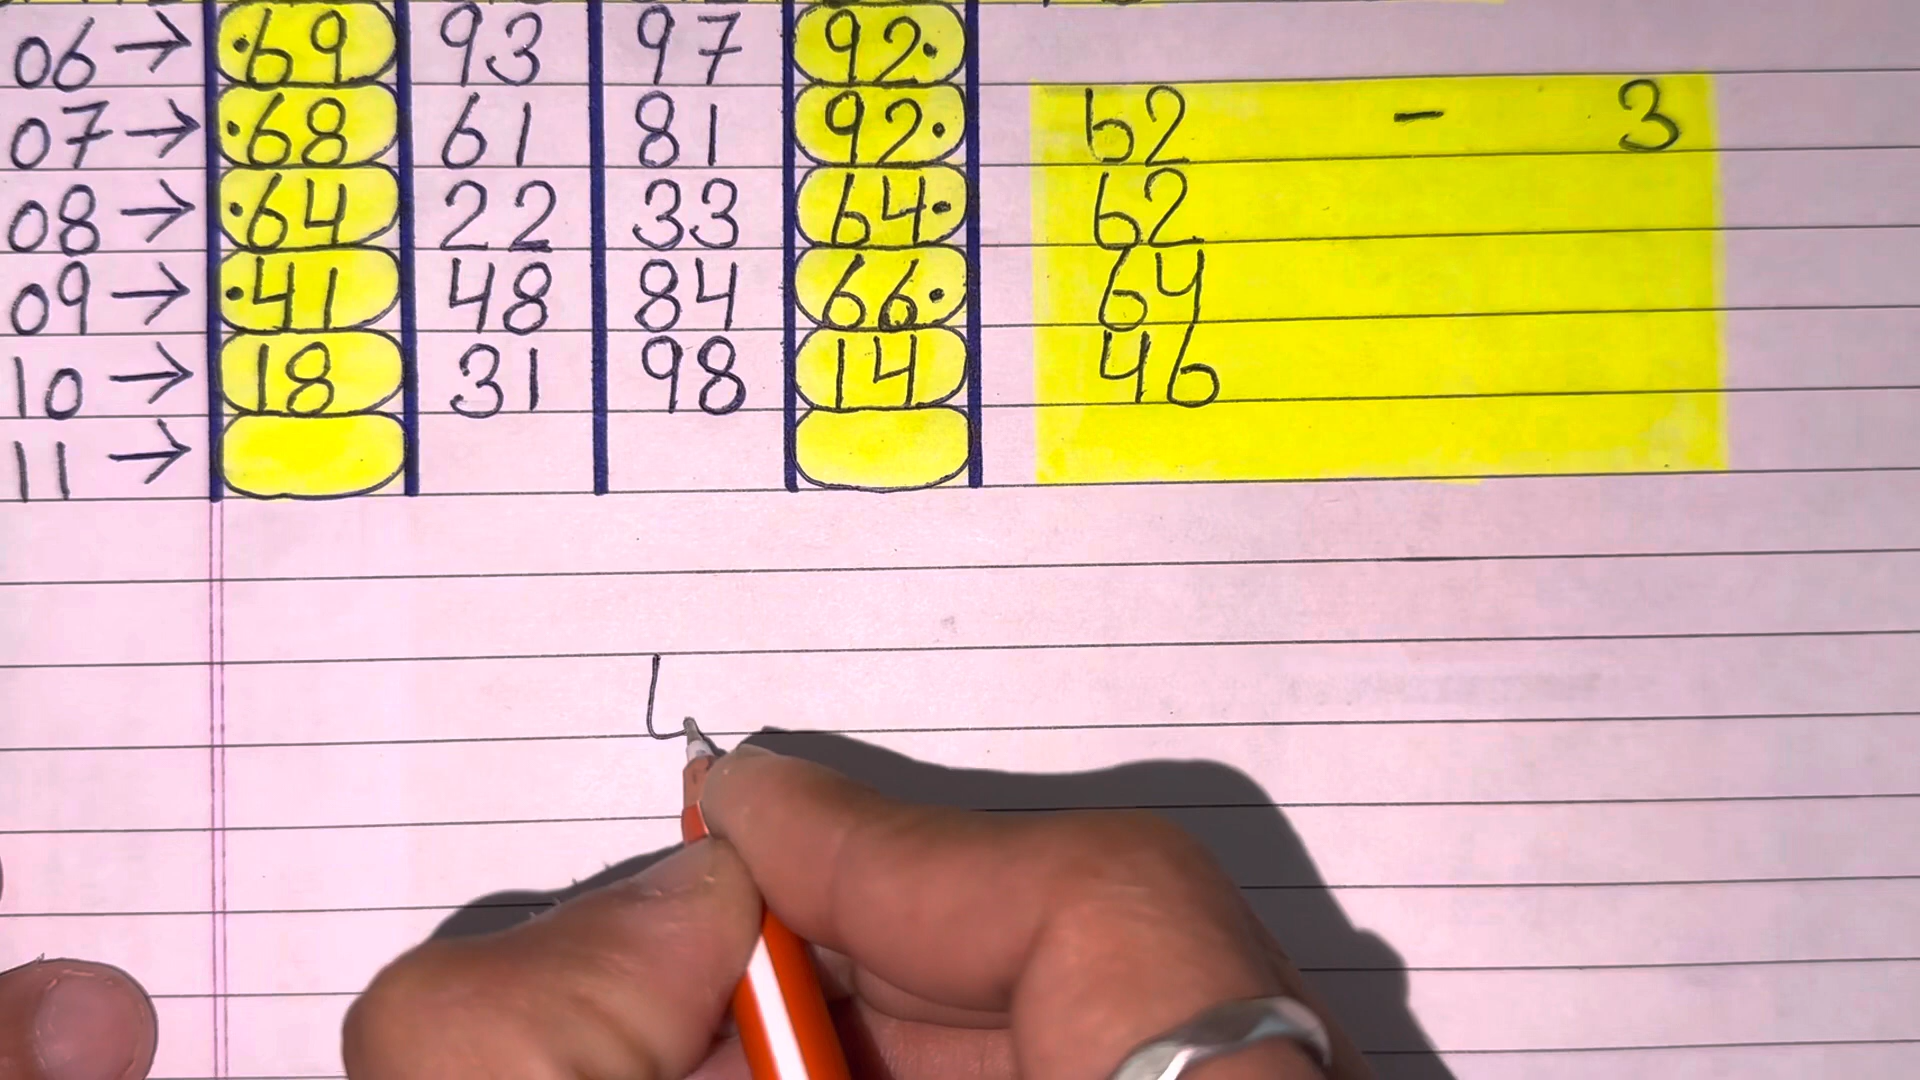 06 → ·69 93 97 92·
07 → ·68 61 81 92· 62 - 3
08 → ·64 22 33 64· 62
09 → ·41 48 84 66· 64
10 → 18 31 98 14 46
11 →